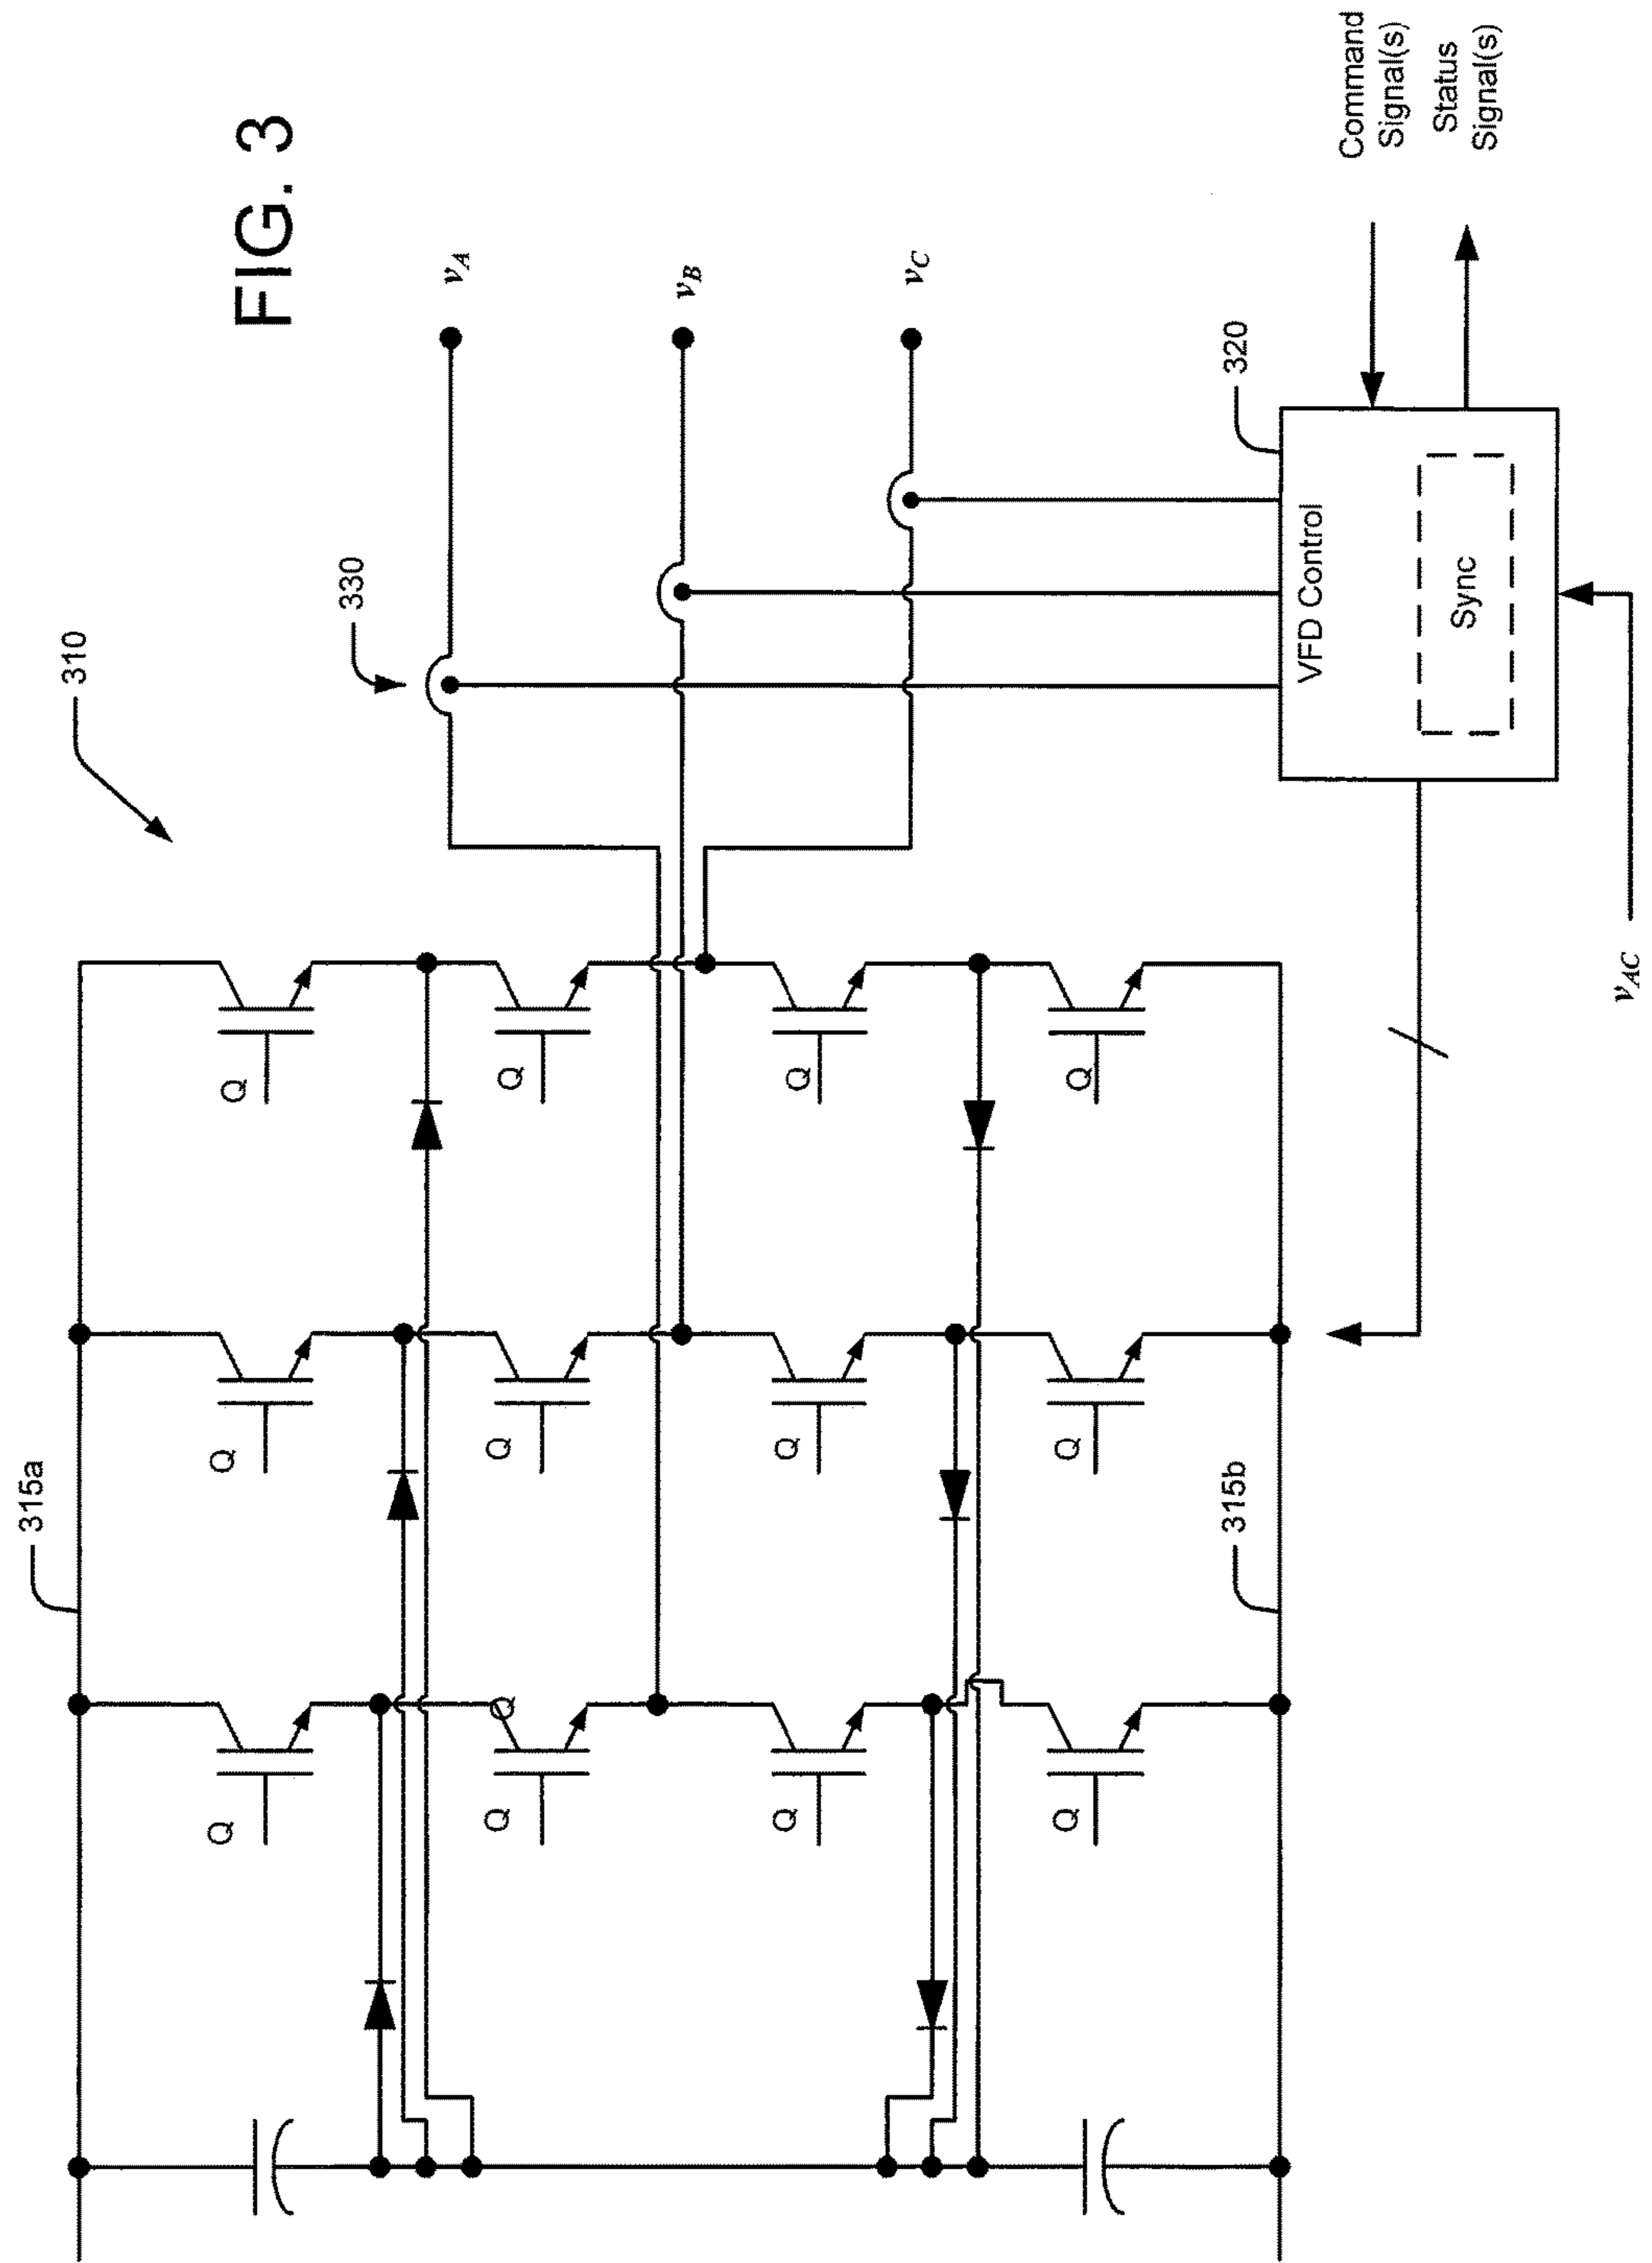 FIG. 3
310
315a
330
v_A
v_B
v_C
Q
Q
Q
Q
Q
Q
Q
Q
Q
Q
Q
Q
Q
315b
320
VFD Control
Sync
Command
Signal(s)
Status
Signal(s)
v_AC